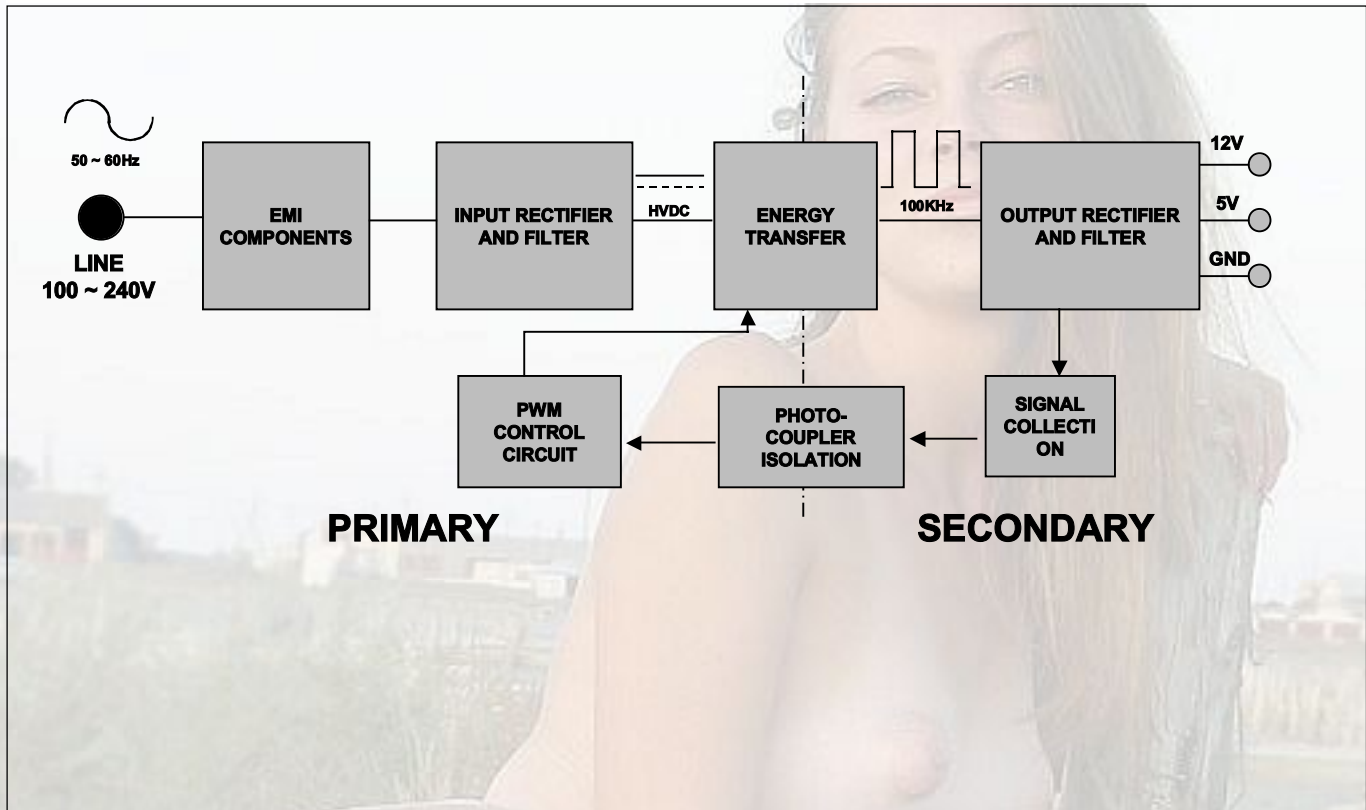 50 ~ 60Hz
LINE
100 ~ 240V
EMI
COMPONENTS
INPUT RECTIFIER
AND FILTER
HVDC
ENERGY
TRANSFER
100KHz
OUTPUT RECTIFIER
AND FILTER
12V
5V
GND
PWM
CONTROL
CIRCUIT
PHOTO-
COUPLER
ISOLATION
SIGNAL
COLLECTI
ON
PRIMARY
SECONDARY